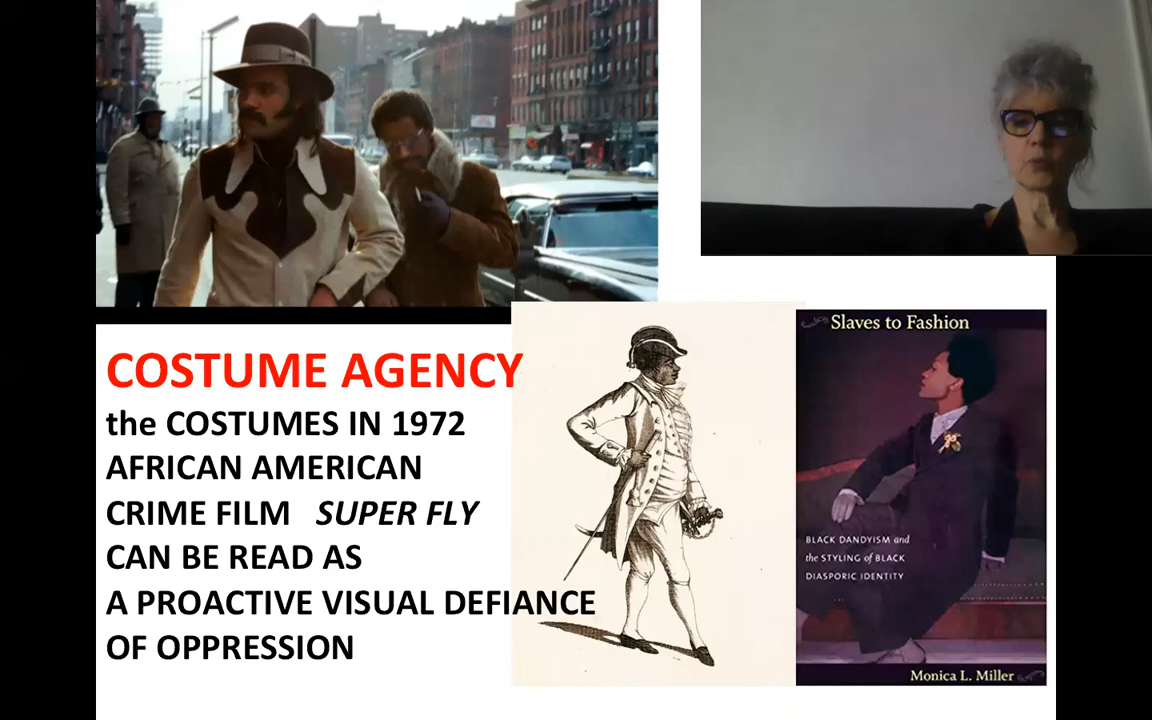 COSTUME AGENCY
the COSTUMES IN 1972
AFRICAN AMERICAN
CRIME FILM SUPER FLY
CAN BE READ AS
A PROACTIVE VISUAL DEFIANCE
OF OPPRESSION
Slaves to Fashion
BLACK DANDYISM and
the STYLING of BLACK
DIASPORIC IDENTITY
Monica L. Miller